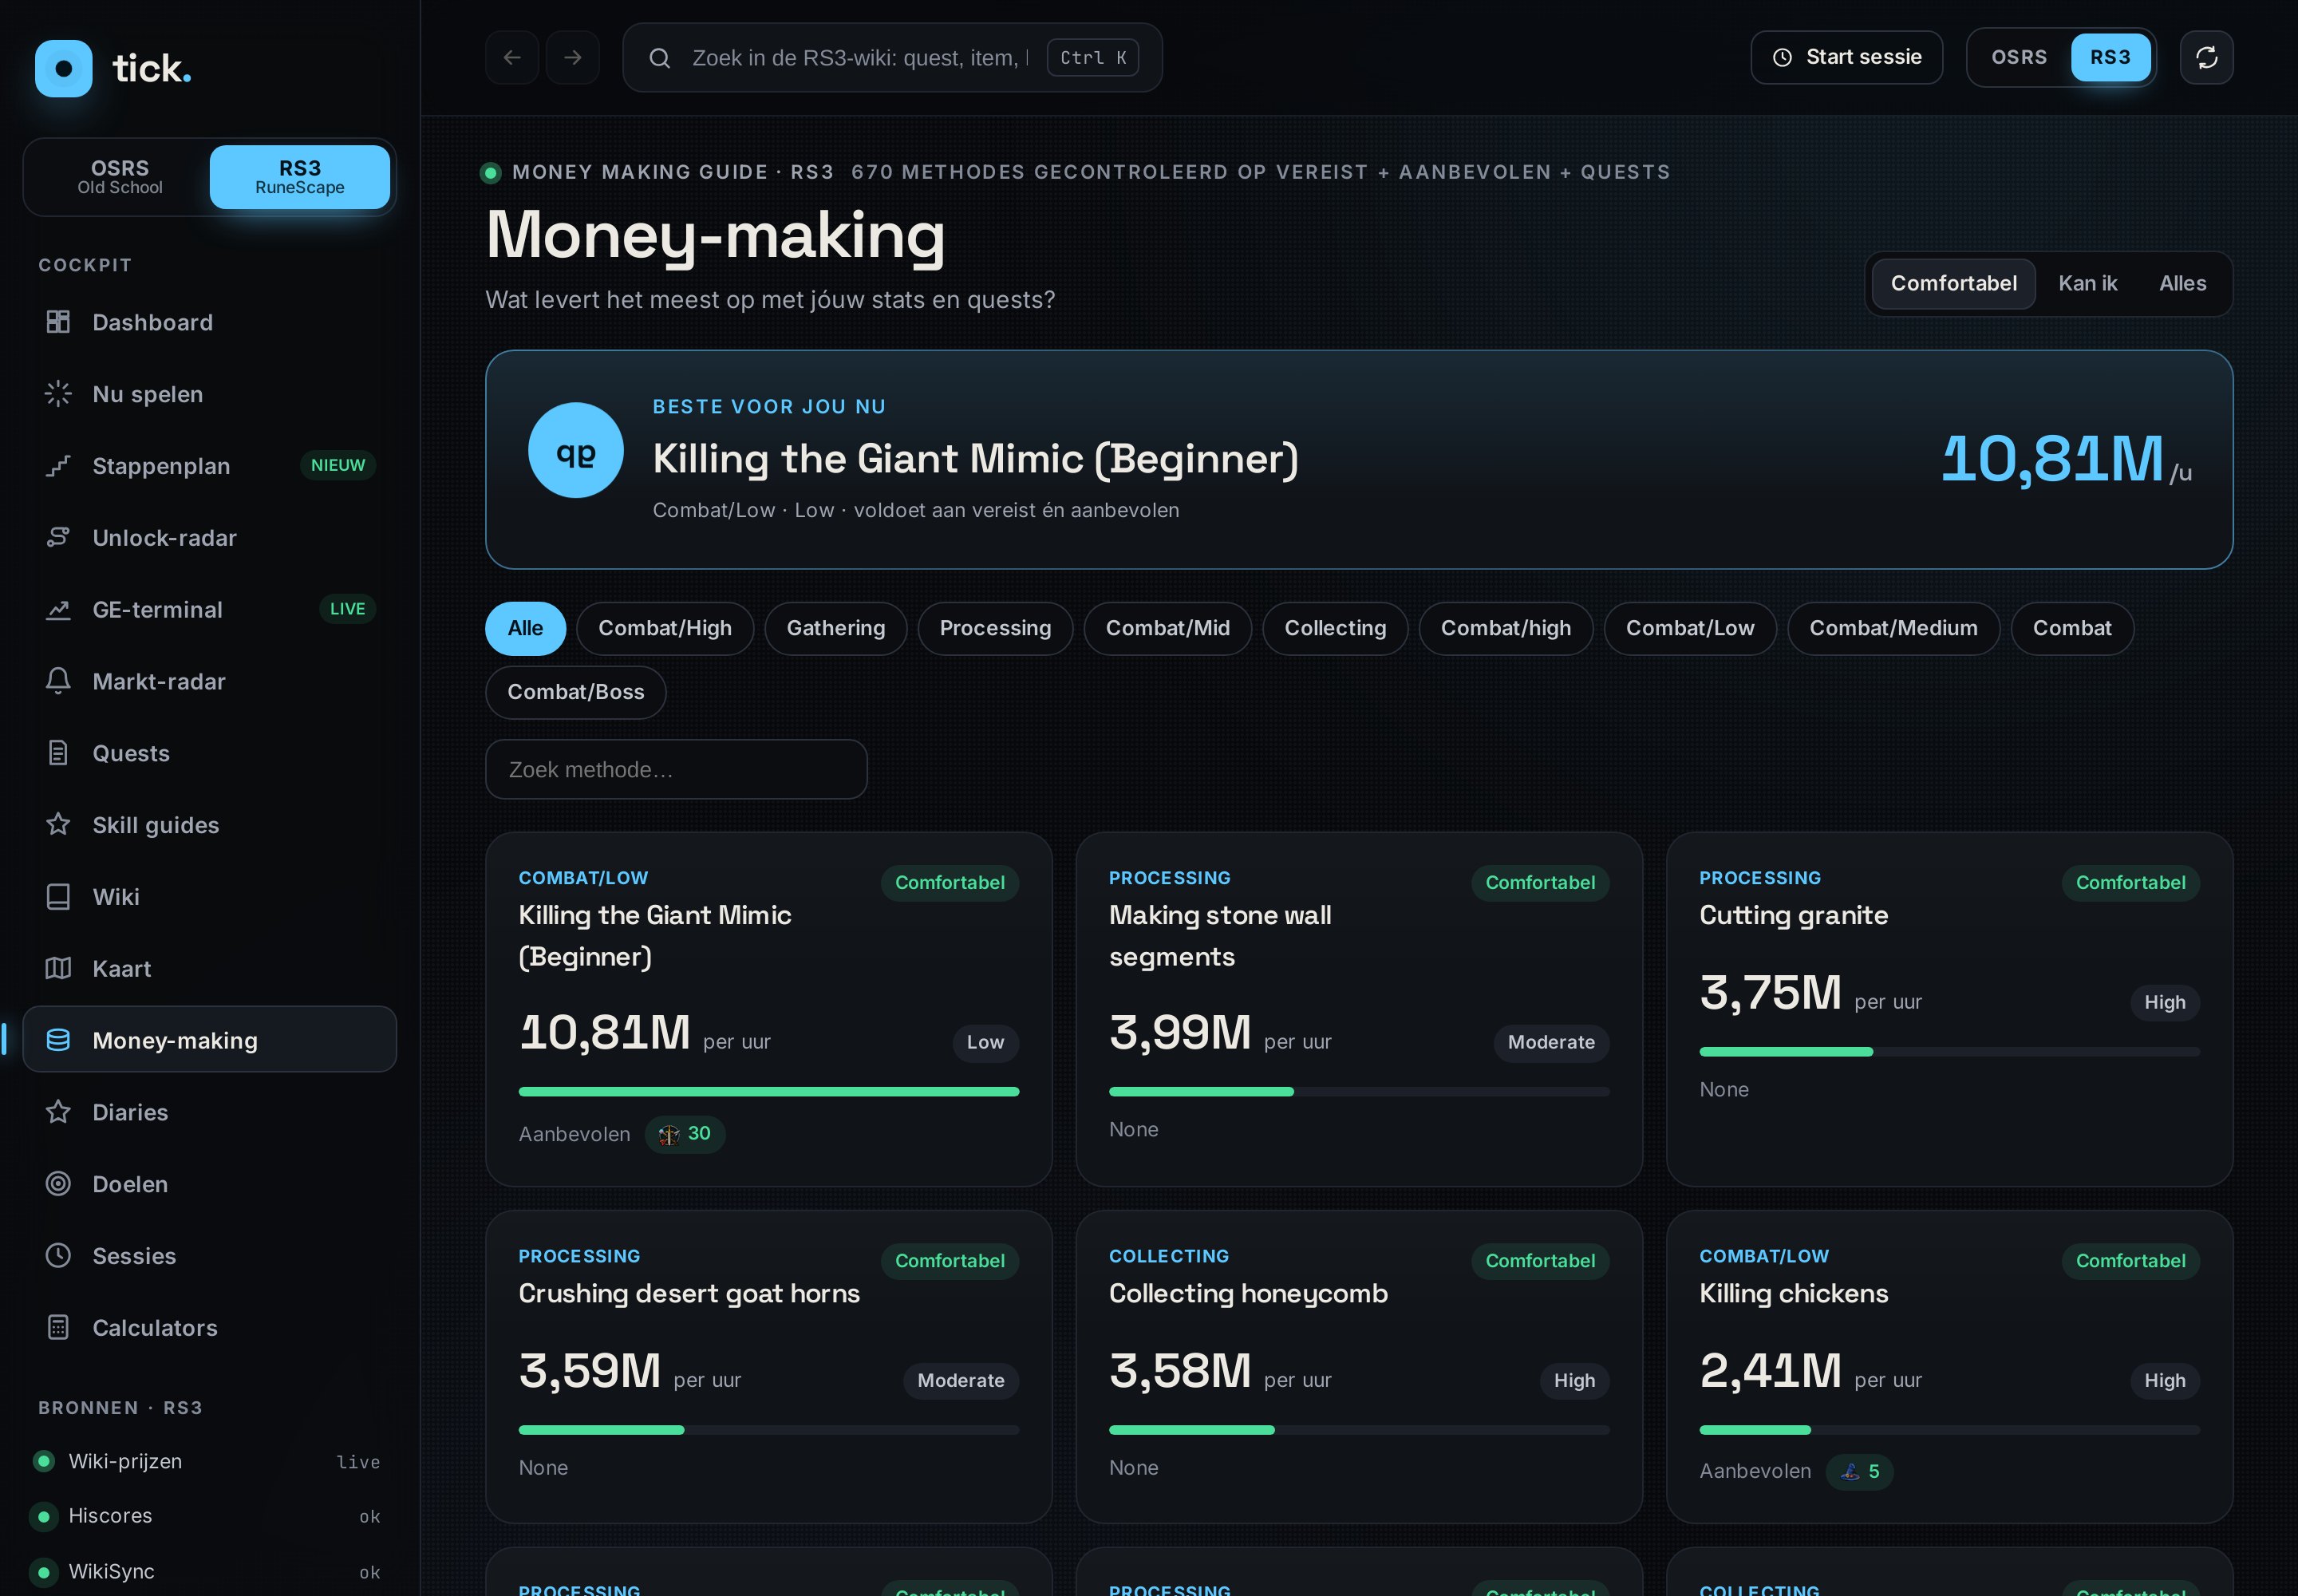 tick.
OSRS
Old School
RS3
RuneScape
COCKPIT
Dashboard
Nu spelen
Stappenplan NIEUW
Unlock-radar
GE-terminal LIVE
Markt-radar
Quests
Skill guides
Wiki
Kaart
Money-making
Diaries
Doelen
Sessies
Calculators
BRONNEN · RS3
Wiki-prijzen live
Hiscores ok
WikiSync ok
Zoek in de RS3-wiki: quest, item, Ctrl K
Start sessie
OSRS RS3
MONEY MAKING GUIDE · RS3 670 METHODES GECONTROLEERD OP VEREIST + AANBEVOLEN + QUESTS
Money-making
Wat levert het meest op met jóuw stats en quests?
Comfortabel Kan ik Alles
BESTE VOOR JOU NU
Killing the Giant Mimic (Beginner)
Combat/Low · Low · voldoet aan vereist én aanbevolen
10,81M/u
Alle Combat/High Gathering Processing Combat/Mid Collecting Combat/high Combat/Low Combat/Medium Combat
Combat/Boss
Zoek methode...
COMBAT/LOW Comfortabel
Killing the Giant Mimic
(Beginner)
10,81M per uur Low
Aanbevolen 30
PROCESSING Comfortabel
Making stone wall
segments
3,99M per uur Moderate
None
PROCESSING Comfortabel
Cutting granite
3,75M per uur High
None
PROCESSING Comfortabel
Crushing desert goat horns
3,59M per uur Moderate
None
COLLECTING Comfortabel
Collecting honeycomb
3,58M per uur High
None
COMBAT/LOW Comfortabel
Killing chickens
2,41M per uur High
Aanbevolen 5
PROCESSING Comfortabel
PROCESSING Comfortabel
COLLECTING Comfortabel